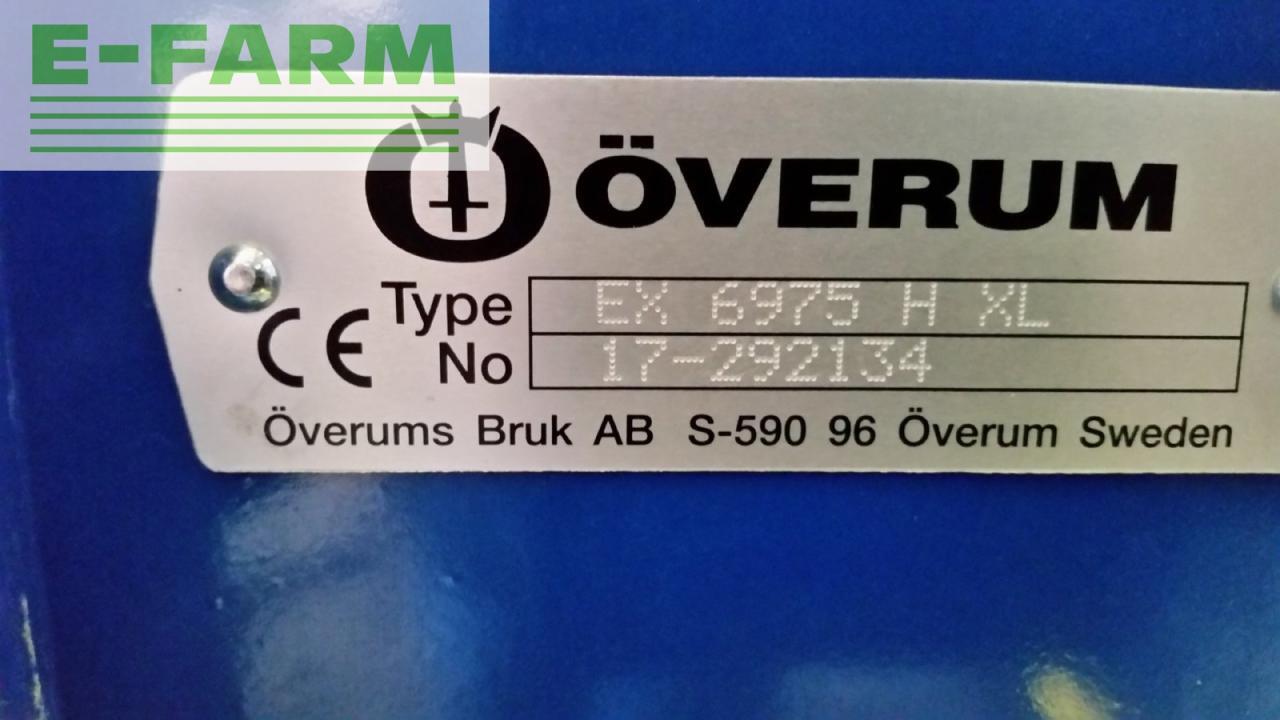 E-FARM
ÖVERUM
Type EX 6975 H XL
CE No 17-292134
Överums Bruk AB S-590 96 Överum Sweden